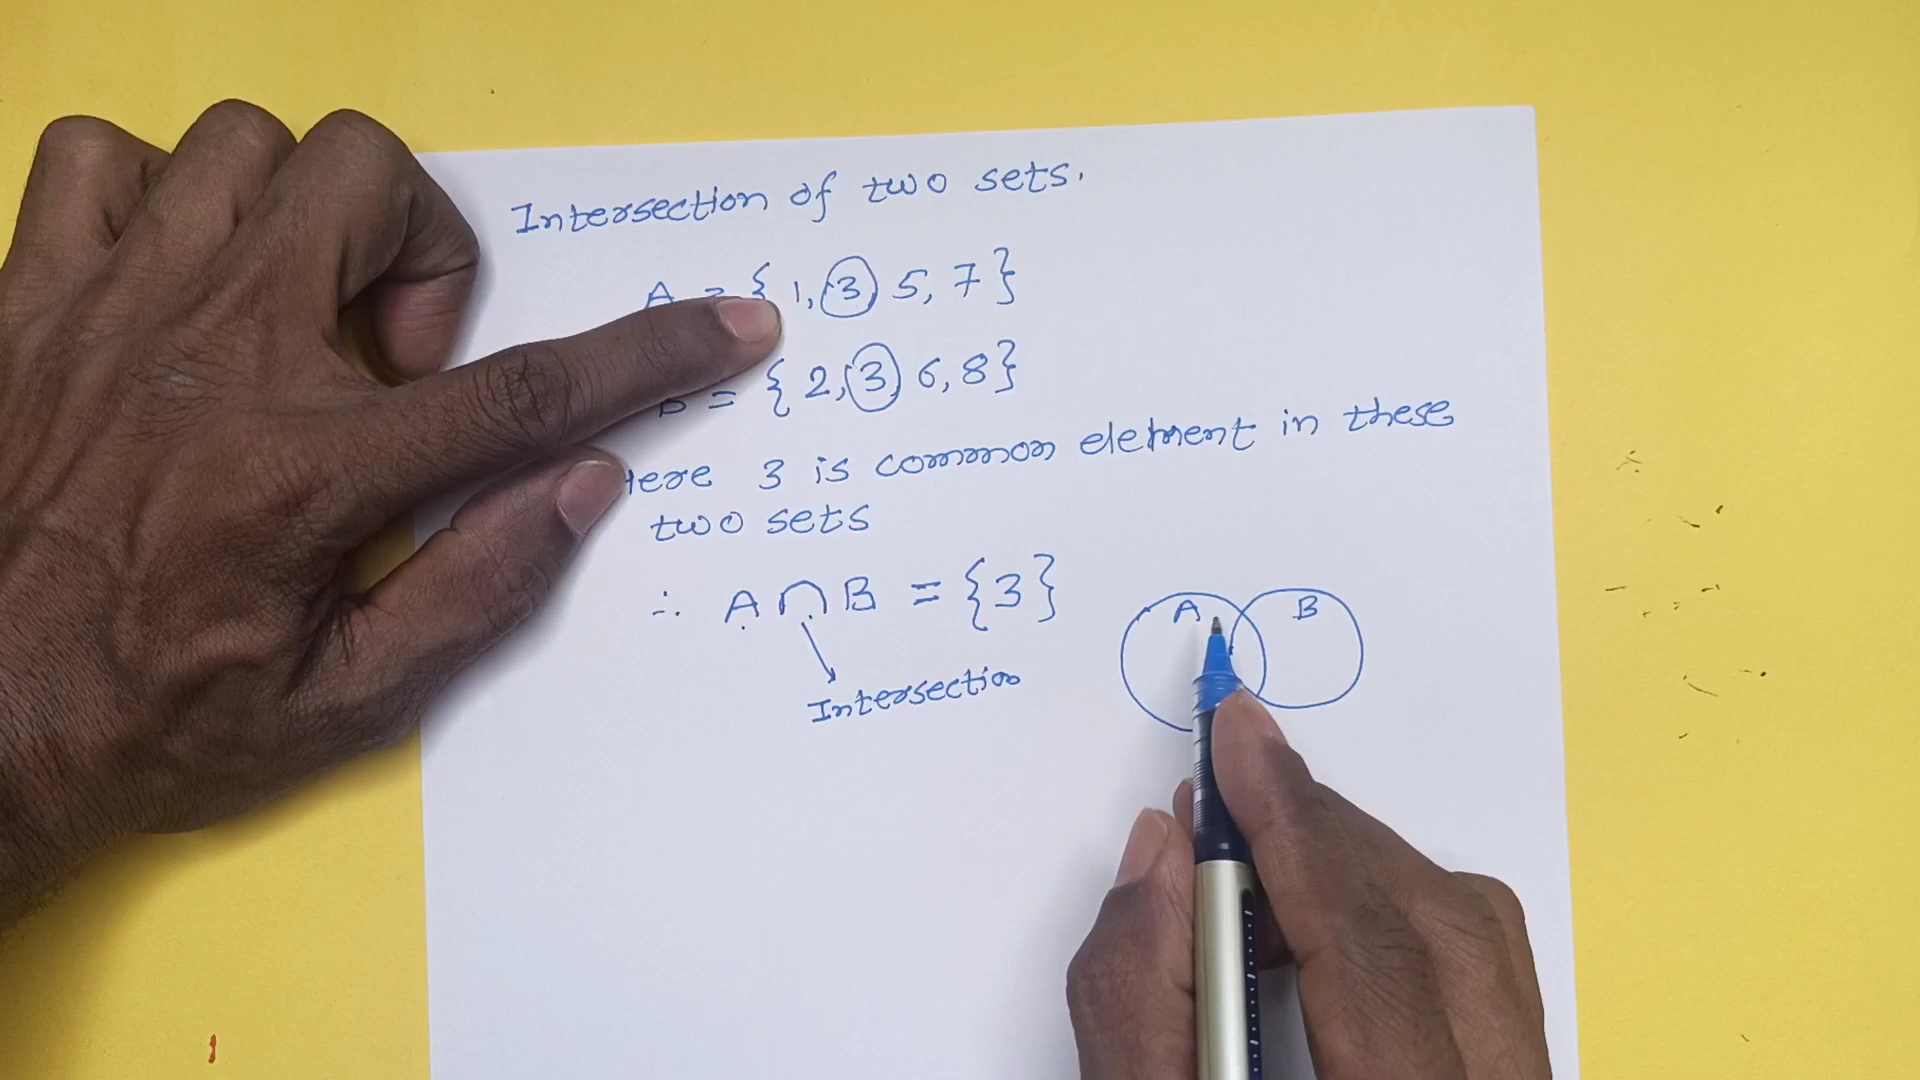 Intersection of two sets.
A = { 1, 3, 5, 7 }
B = { 2, 3, 6, 8 }
Here 3 is common element in these
two sets
∴ A ∩ B = { 3 }
A B
Intersection